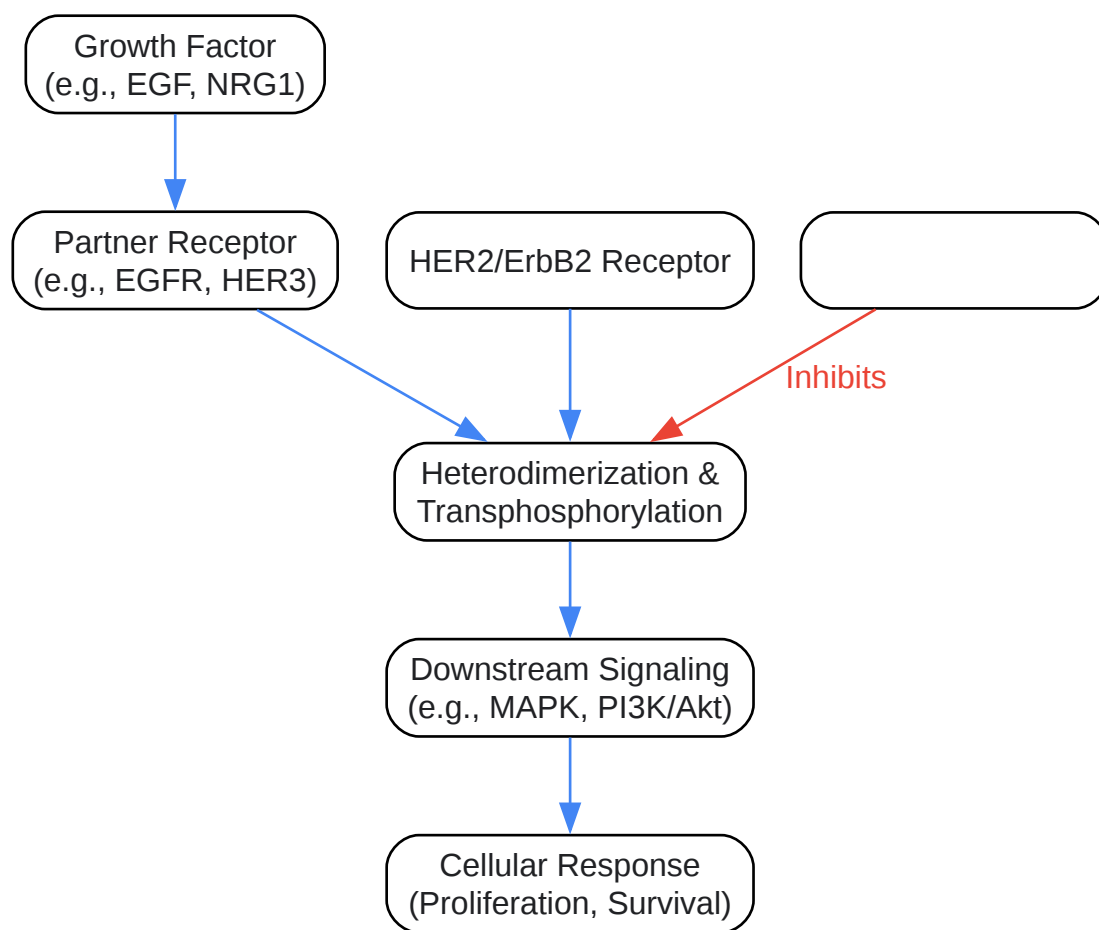 Growth Factor
(e.g., EGF, NRG1)
Partner Receptor
(e.g., EGFR, HER3)
HER2/ErbB2 Receptor
Inhibits
Heterodimerization &
Transphosphorylation
Downstream Signaling
(e.g., MAPK, PI3K/Akt)
Cellular Response
(Proliferation, Survival)